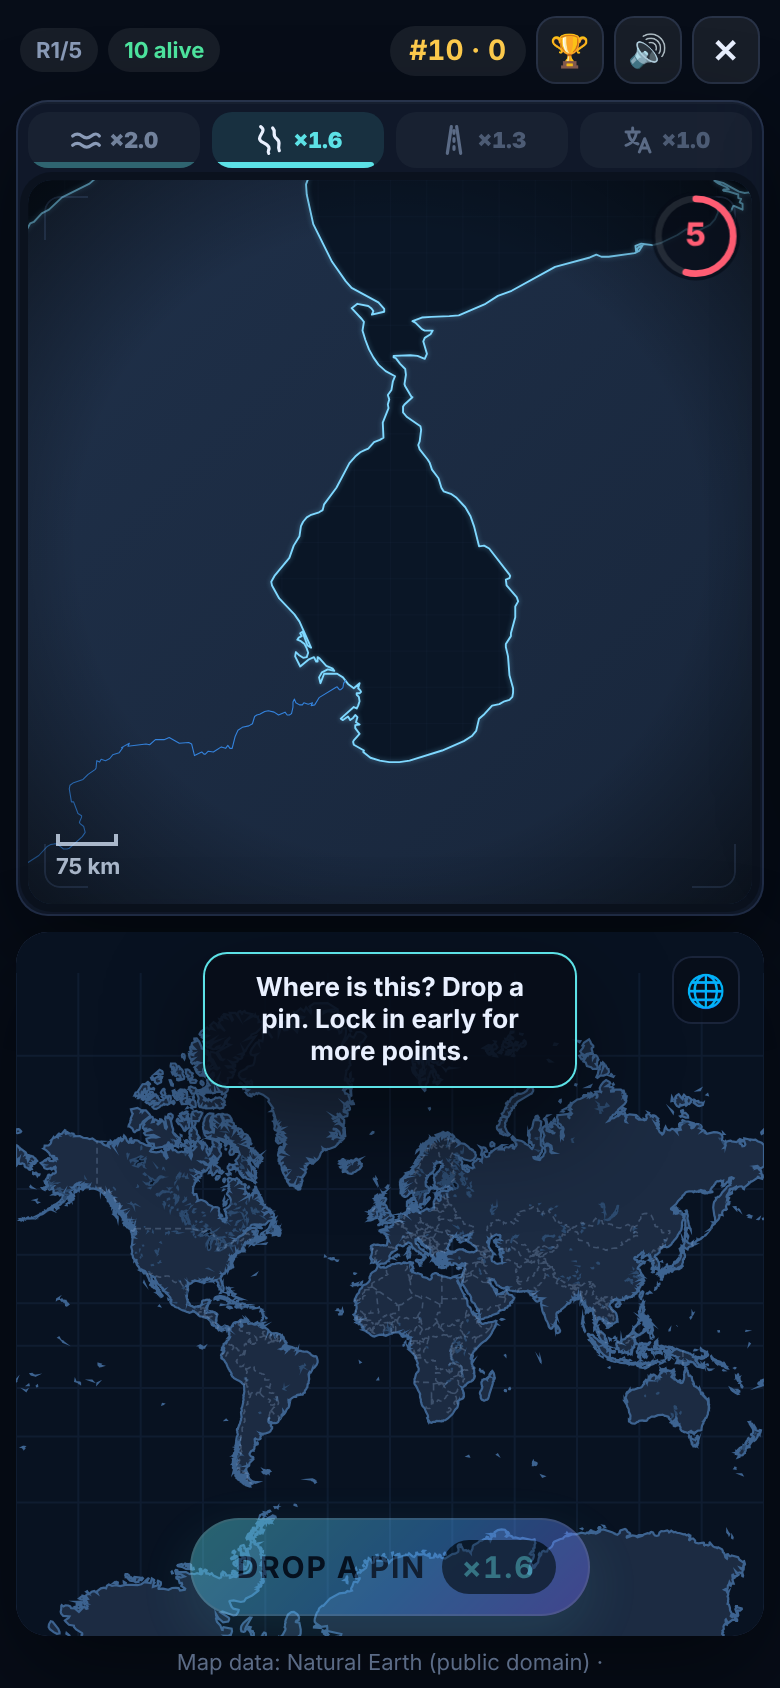 R1/5
10 alive
#10 · 0
×2.0
×1.6
×1.3
×1.0
5
75 km
Where is this? Drop a
pin. Lock in early for
more points.
DROP A PIN ×1.6
Map data: Natural Earth (public domain) ·